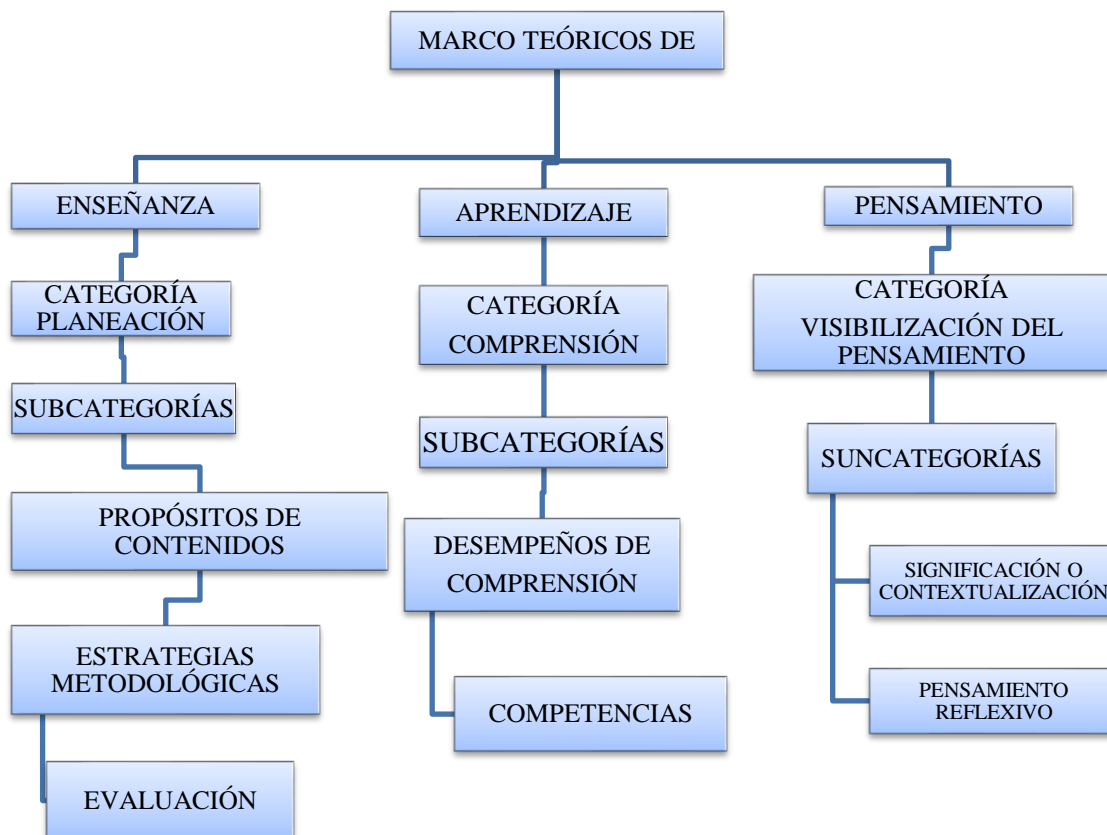 MARCO TEÓRICOS DE
ENSEÑANZA
CATEGORÍA
PLANEACIÓN
SUBCATEGORÍAS
PROPÓSITOS DE
CONTENIDOS
ESTRATEGIAS
METODOLÓGICAS
EVALUACIÓN
APRENDIZAJE
CATEGORÍA
COMPRENSIÓN
SUBCATEGORÍAS
DESEMPEÑOS DE
COMPRENSIÓN
COMPETENCIAS
PENSAMIENTO
CATEGORÍA
VISIBILIZACIÓN DEL
PENSAMIENTO
SUNCATEGORÍAS
SIGNIFICACIÓN O
CONTEXTUALIZACIÓN
PENSAMIENTO
REFLEXIVO